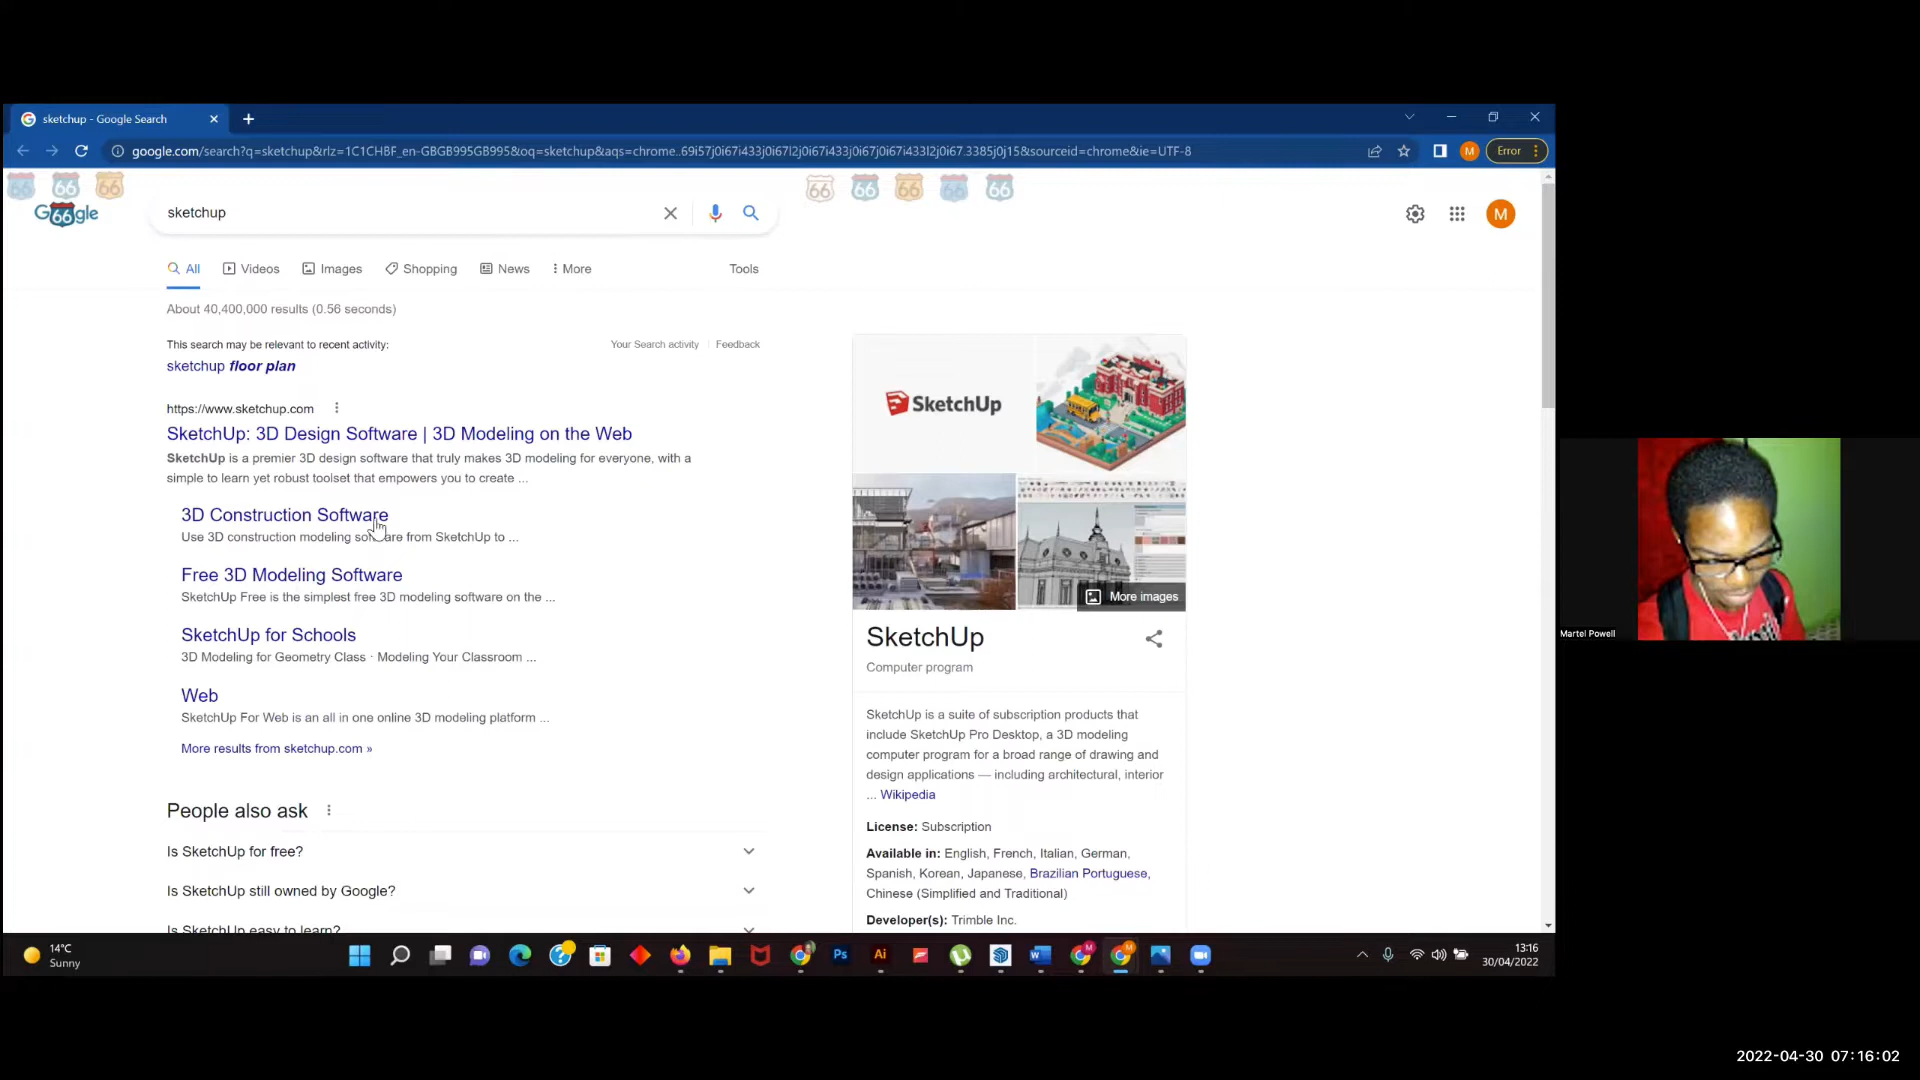 sketchup - Google Search
google.com/search?q=sketchup&rlz=1C1CHBF_en-GBGB995GB995&oq=sketchup&aqs=chrome..69i57j0i67i433j0i67l2j0i67i433j0i67j0i67i433l2j0i67.3385j0j15&sourceid=chrome&ie=UTF-8
M
Error
66 66 66
66 66 66 66 66
G66gle
sketchup
M
All
Videos
Images
Shopping
News
More
Tools
About 40,400,000 results (0.56 seconds)
This search may be relevant to recent activity:
Your Search activity
Feedback
sketchup floor plan
https://www.sketchup.com
SketchUp: 3D Design Software | 3D Modeling on the Web
SketchUp is a premier 3D design software that truly makes 3D modeling for everyone, with a
simple to learn yet robust toolset that empowers you to create ...
3D Construction Software
Use 3D construction modeling software from SketchUp to ...
Free 3D Modeling Software
SketchUp Free is the simplest free 3D modeling software on the ...
SketchUp for Schools
3D Modeling for Geometry Class · Modeling Your Classroom ...
Web
SketchUp For Web is an all in one online 3D modeling platform ...
More results from sketchup.com »
People also ask
Is SketchUp for free?
Is SketchUp still owned by Google?
Is SketchUp easy to learn?
SketchUp
More images
SketchUp
Computer program
SketchUp is a suite of subscription products that
include SketchUp Pro Desktop, a 3D modeling
computer program for a broad range of drawing and
design applications — including architectural, interior
... Wikipedia
License: Subscription
Available in: English, French, Italian, German,
Spanish, Korean, Japanese, Brazilian Portuguese,
Chinese (Simplified and Traditional)
Developer(s): Trimble Inc.
Martel Powell
14°C
Sunny
Ps
Ai
13:16
30/04/2022
2022-04-30 07:16:02